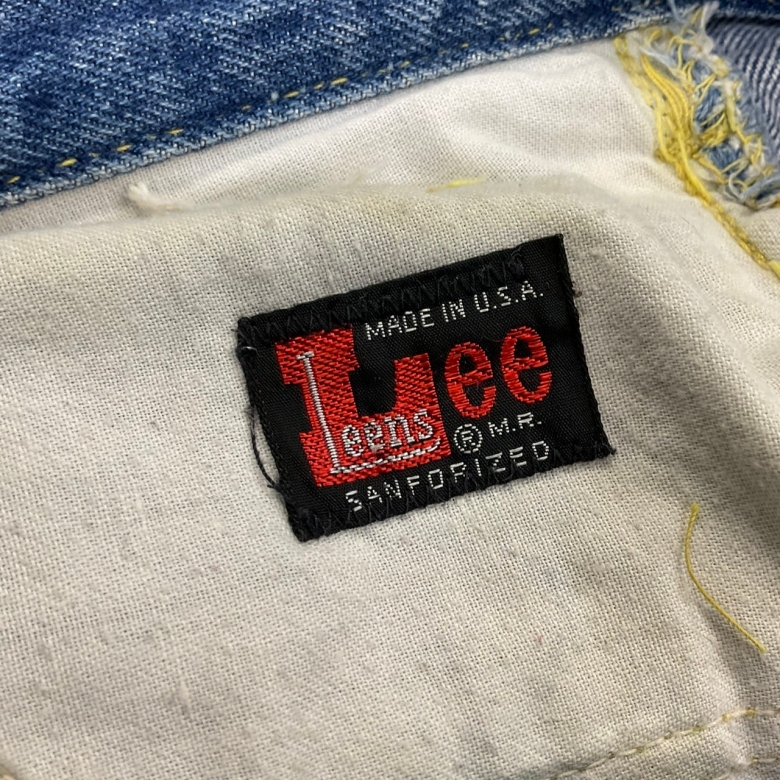 MADE IN U.S.A.
Lee
Leens ® M.R.
SANFORIZED